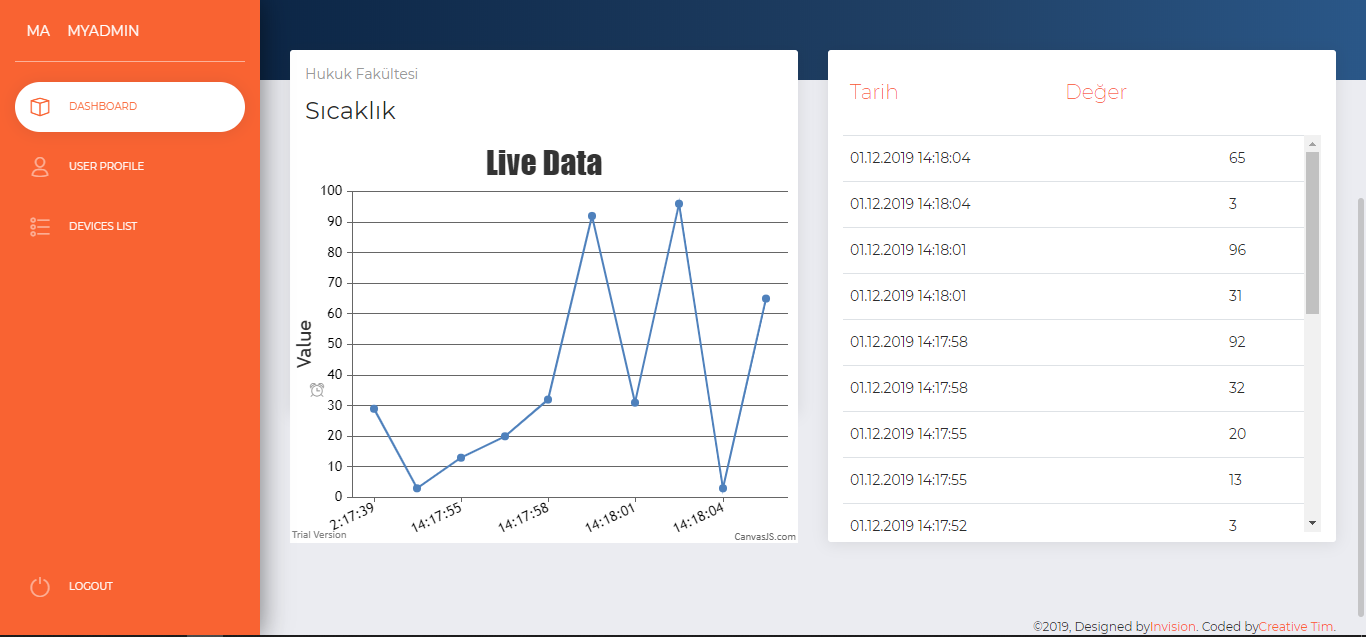 MA MYADMIN
DASHBOARD
USER PROFILE
DEVICES LIST
LOGOUT
Hukuk Fakültesi
Sıcaklık
Live Data
100
90
80
70
60
50
40
30
20
10
0
Value
2:17:39 14:17:55 14:17:58 14:18:01 14:18:04
Trial Version CanvasJS.com
Tarih Değer
01.12.2019 14:18:04 65
01.12.2019 14:18:04 3
01.12.2019 14:18:01 96
01.12.2019 14:18:01 31
01.12.2019 14:17:58 92
01.12.2019 14:17:58 32
01.12.2019 14:17:55 20
01.12.2019 14:17:55 13
01.12.2019 14:17:52 3
©2019, Designed byInvision. Coded byCreative Tim.